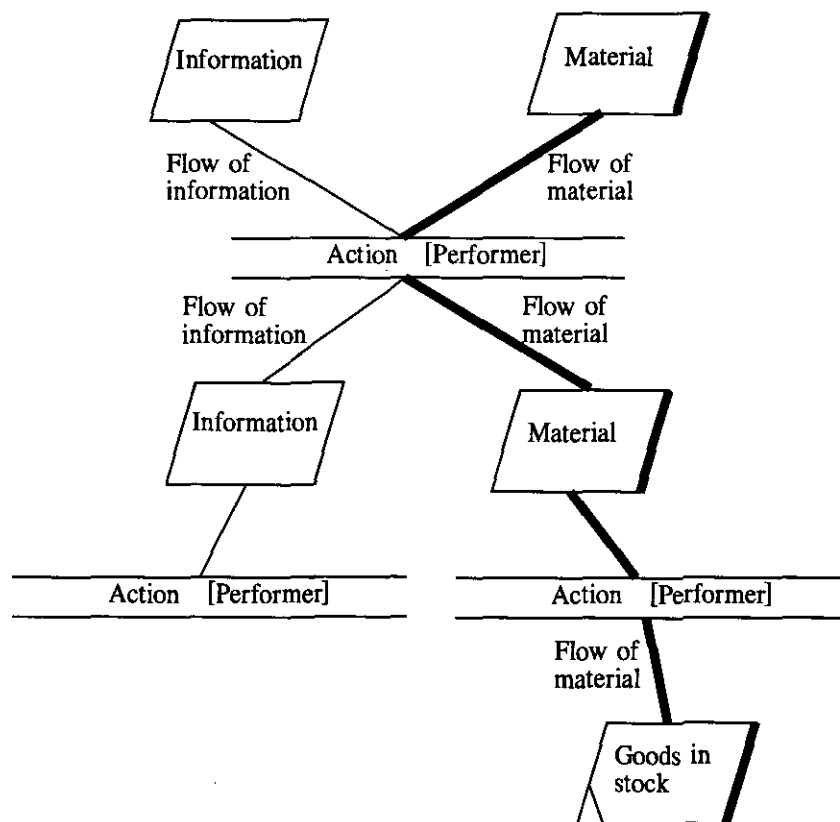 Information
Material
Flow of
information
Flow of
material
Action [Performer]
Flow of
information
Flow of
material
Information
Material
Action [Performer]
Action [Performer]
Flow of
material
Goods in
stock